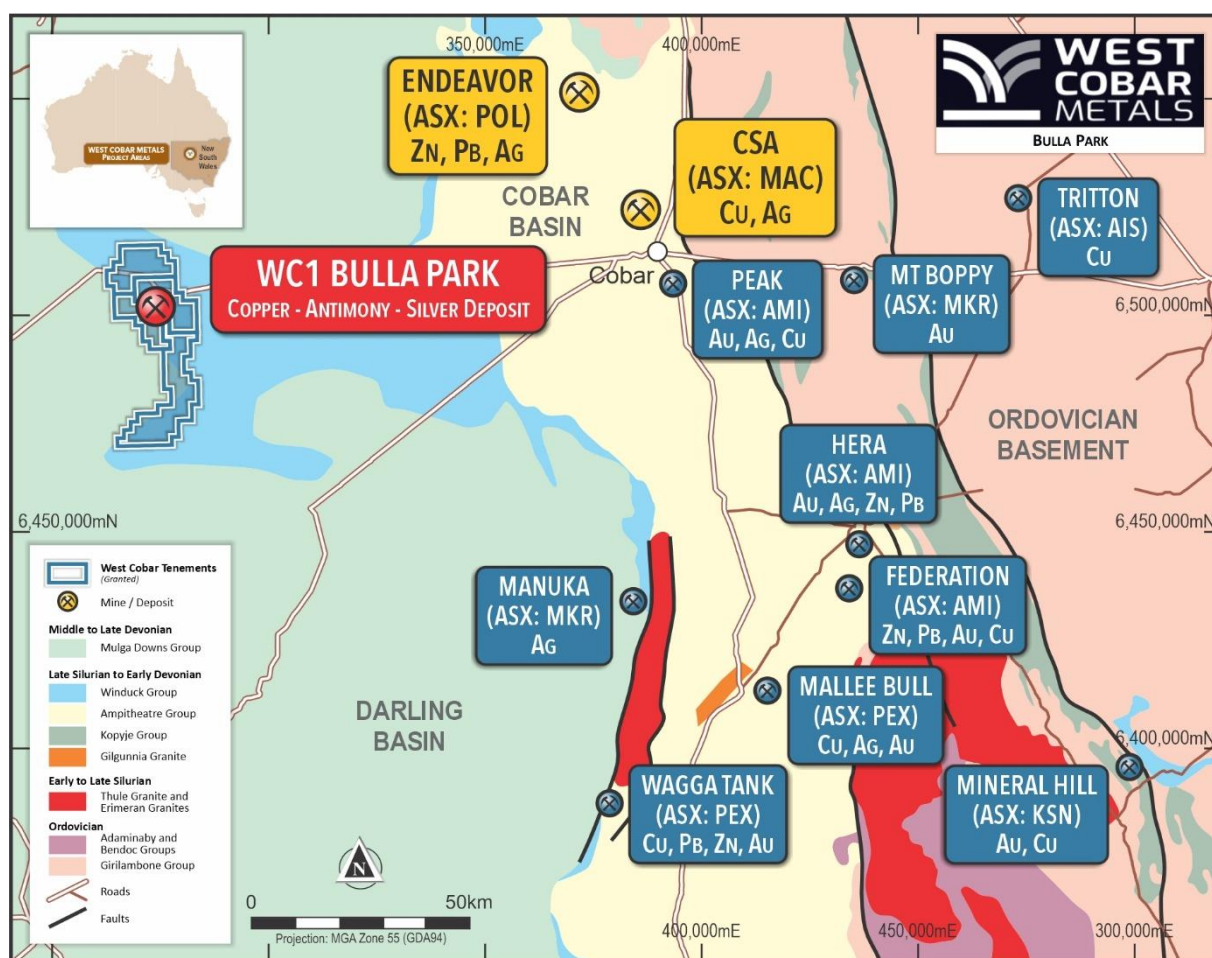 350,000mE
400,000mE
WEST COBAR METALS
PROJECT AREAS
New
South
Wales
ENDEAVOR
(ASX: POL)
ZN, PB, AG
CSA
(ASX: MAC)
CU, AG
WEST
COBAR
METALS
BULLA PARK
COBAR
BASIN
TRITTON
(ASX: AIS)
CU
WC1 BULLA PARK
COPPER - ANTIMONY - SILVER DEPOSIT
Cobar
PEAK
(ASX: AMI)
AU, AG, CU
MT BOPPY
(ASX: MKR)
AU
6,500,000mN
ORDOVICIAN
BASEMENT
HERA
(ASX: AMI)
AU, AG, ZN, PB
6,450,000mN
6,450,000mN
West Cobar Tenements
(Granted)
Mine / Deposit
Middle to Late Devonian
Mulga Downs Group
Late Silurian to Early Devonian
Winduck Group
Ampitheatre Group
Kopyje Group
Gilgunnia Granite
Early to Late Silurian
Thule Granite and
Erimeran Granites
Ordovician
Adaminaby and
Bendoc Groups
Girilambone Group
Roads
Faults
MANUKA
(ASX: MKR)
AG
FEDERATION
(ASX: AMI)
ZN, PB, AU, CU
DARLING
BASIN
MALLEE BULL
(ASX: PEX)
CU, AG, AU
6,400,000mN
WAGGA TANK
(ASX: PEX)
CU, PB, ZN, AU
MINERAL HILL
(ASX: KSN)
AU, CU
N
0
50km
Projection: MGA Zone 55 (GDA94)
400,000mE
450,000mE
300,000mE